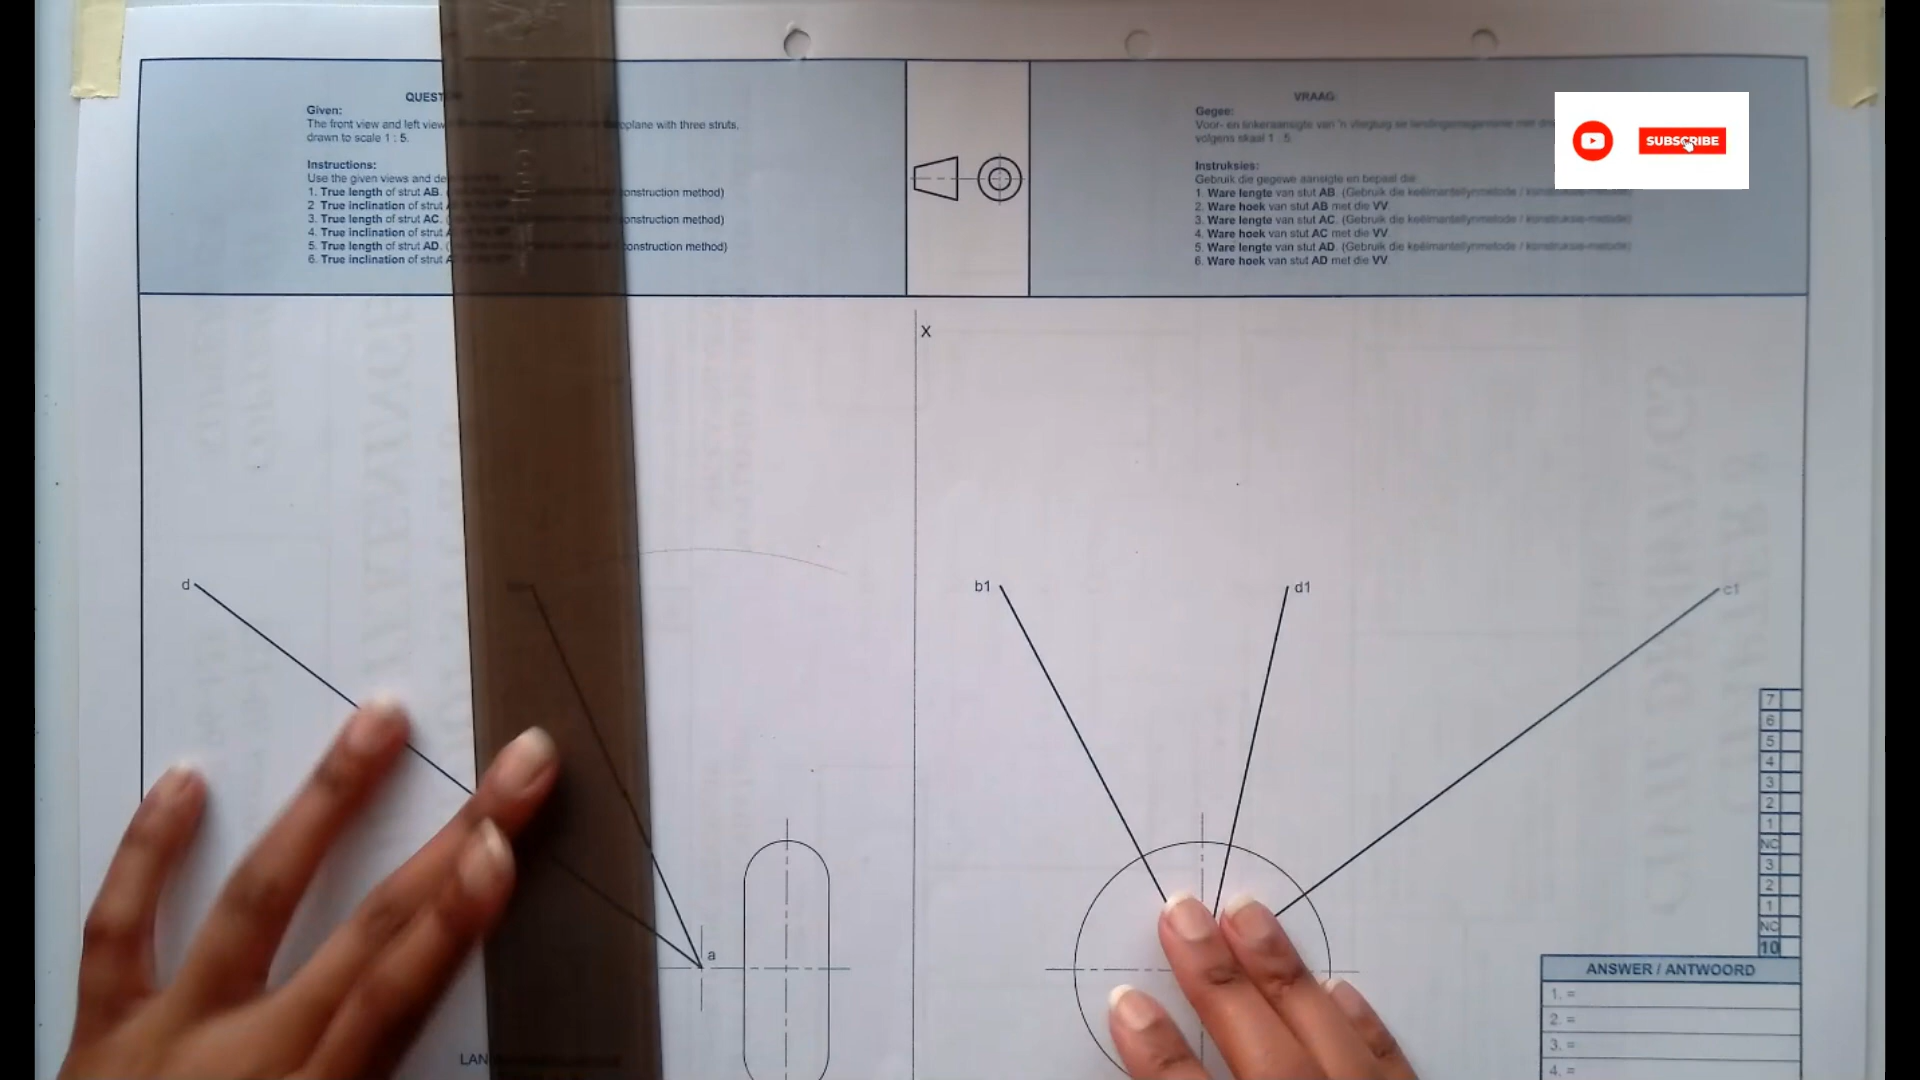 QUEST
Given:
The front view and left view plane with three struts,
drawn to scale 1 : 5.
Instructions:
Use the given views and de
1. True length of strut AB. ( construction method)
2 True inclination of strut
3. True length of strut AC. ( construction method)
4. True inclination of strut
5. True length of strut AD. ( construction method)
6. True inclination of strut
VRAAG
Gegee:
Voor- en linkeraansigte van 'n vliegtuig se met
volgens skaal 1 : 5.
Instruksies:
Gebruik die gegewe aansigte en bepaal die
1. Ware lengte van stut AB. (Gebruik die keëlmantellynmetode / konstruksie-metode)
2. Ware hoek van stut AB met die VV.
3. Ware lengte van stut AC. (Gebruik die keëlmantellynmetode / konstruksie-metode)
4. Ware hoek van stut AC met die VV.
5. Ware lengte van stut AD. (Gebruik die keëlmantellynmetode / konstruksie-metode)
6. Ware hoek van stut AD met die VV.
SUBSCRIBE
X
d
b1
d1
c1
a
7
6
5
4
3
2
1
NC
3
2
1
NC
10
ANSWER / ANTWOORD
1. =
2. =
3. =
4. =
LAN